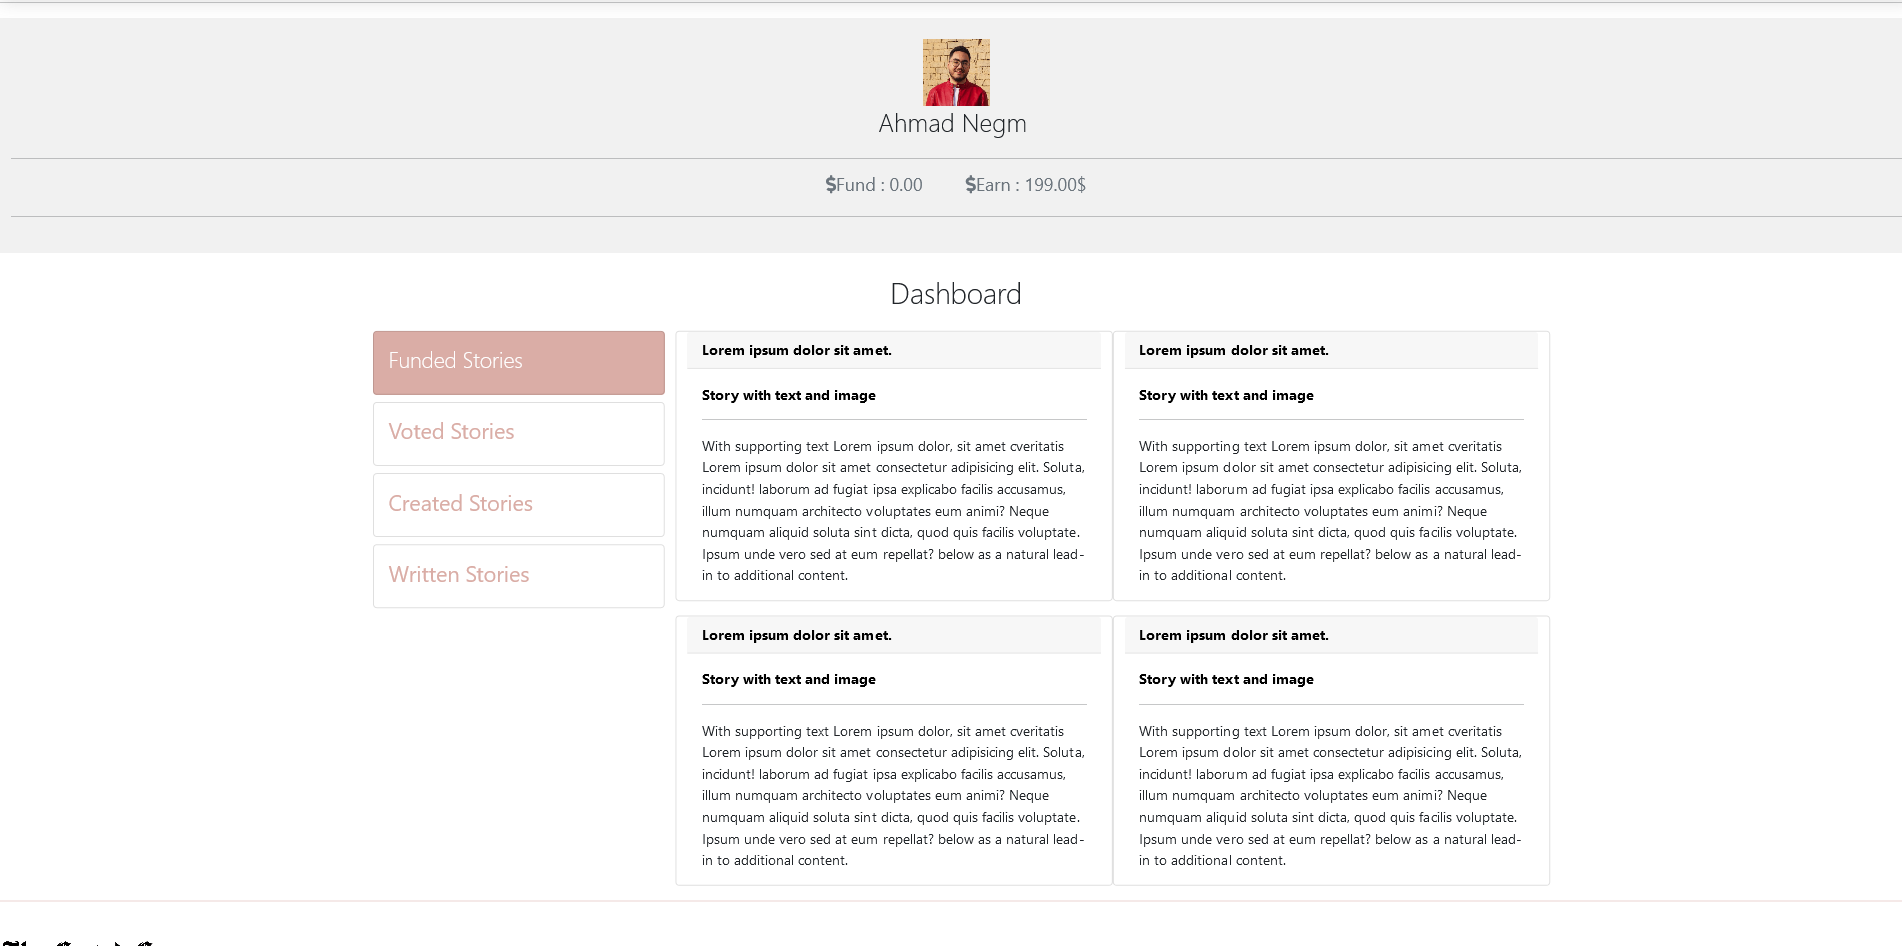 Ahmad Negm
$Fund : 0.00 $Earn : 199.00$
Dashboard
Funded Stories
Voted Stories
Created Stories
Written Stories
Lorem ipsum dolor sit amet.
Story with text and image
With supporting text Lorem ipsum dolor, sit amet cveritatis
Lorem ipsum dolor sit amet consectetur adipisicing elit. Soluta,
incidunt! laborum ad fugiat ipsa explicabo facilis accusamus,
illum numquam architecto voluptates eum animi? Neque
numquam aliquid soluta sint dicta, quod quis facilis voluptate.
Ipsum unde vero sed at eum repellat? below as a natural lead-
in to additional content.
Lorem ipsum dolor sit amet.
Story with text and image
With supporting text Lorem ipsum dolor, sit amet cveritatis
Lorem ipsum dolor sit amet consectetur adipisicing elit. Soluta,
incidunt! laborum ad fugiat ipsa explicabo facilis accusamus,
illum numquam architecto voluptates eum animi? Neque
numquam aliquid soluta sint dicta, quod quis facilis voluptate.
Ipsum unde vero sed at eum repellat? below as a natural lead-
in to additional content.
Lorem ipsum dolor sit amet.
Story with text and image
With supporting text Lorem ipsum dolor, sit amet cveritatis
Lorem ipsum dolor sit amet consectetur adipisicing elit. Soluta,
incidunt! laborum ad fugiat ipsa explicabo facilis accusamus,
illum numquam architecto voluptates eum animi? Neque
numquam aliquid soluta sint dicta, quod quis facilis voluptate.
Ipsum unde vero sed at eum repellat? below as a natural lead-
in to additional content.
Lorem ipsum dolor sit amet.
Story with text and image
With supporting text Lorem ipsum dolor, sit amet cveritatis
Lorem ipsum dolor sit amet consectetur adipisicing elit. Soluta,
incidunt! laborum ad fugiat ipsa explicabo facilis accusamus,
illum numquam architecto voluptates eum animi? Neque
numquam aliquid soluta sint dicta, quod quis facilis voluptate.
Ipsum unde vero sed at eum repellat? below as a natural lead-
in to additional content.